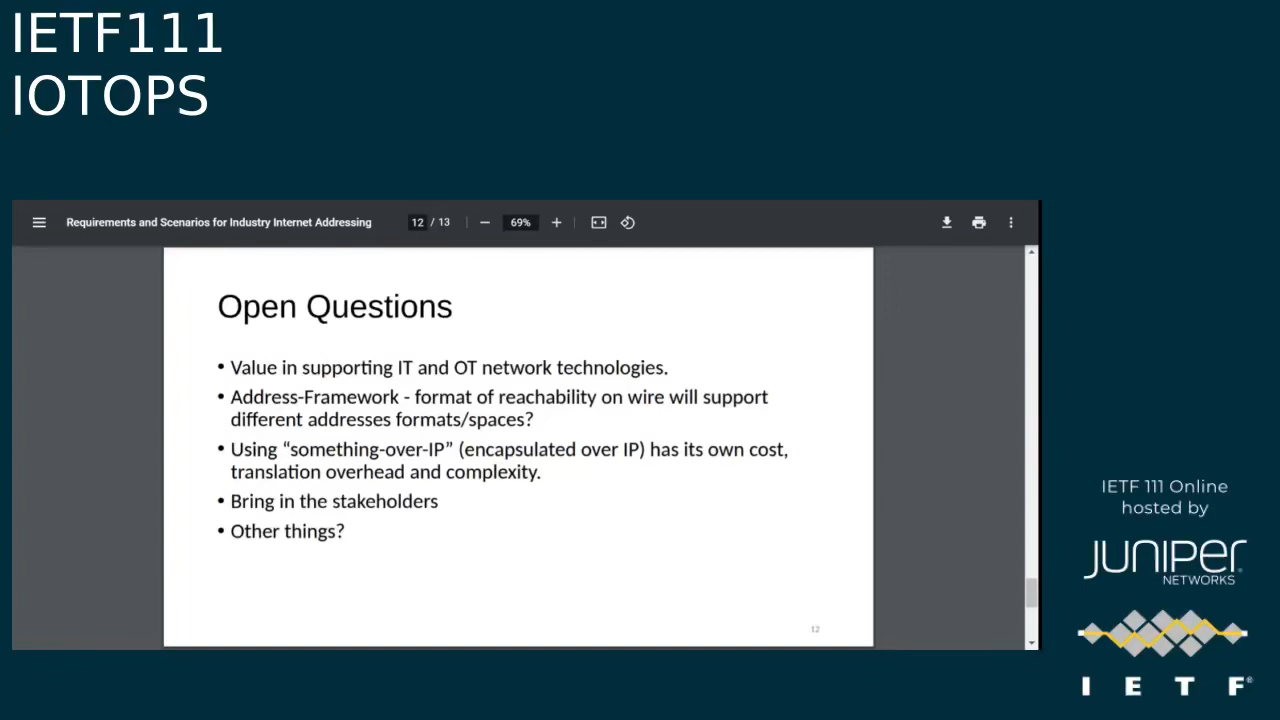 IETF111
IOTOPS
Requirements and Scenarios for Industry Internet Addressing
12 / 13
69%
Open Questions
• Value in supporting IT and OT network technologies.
• Address-Framework - format of reachability on wire will support
different addresses formats/spaces?
• Using “something-over-IP” (encapsulated over IP) has its own cost,
translation overhead and complexity.
• Bring in the stakeholders
• Other things?
12
IETF 111 Online
hosted by
JUNIPER
NETWORKS
I E T F®